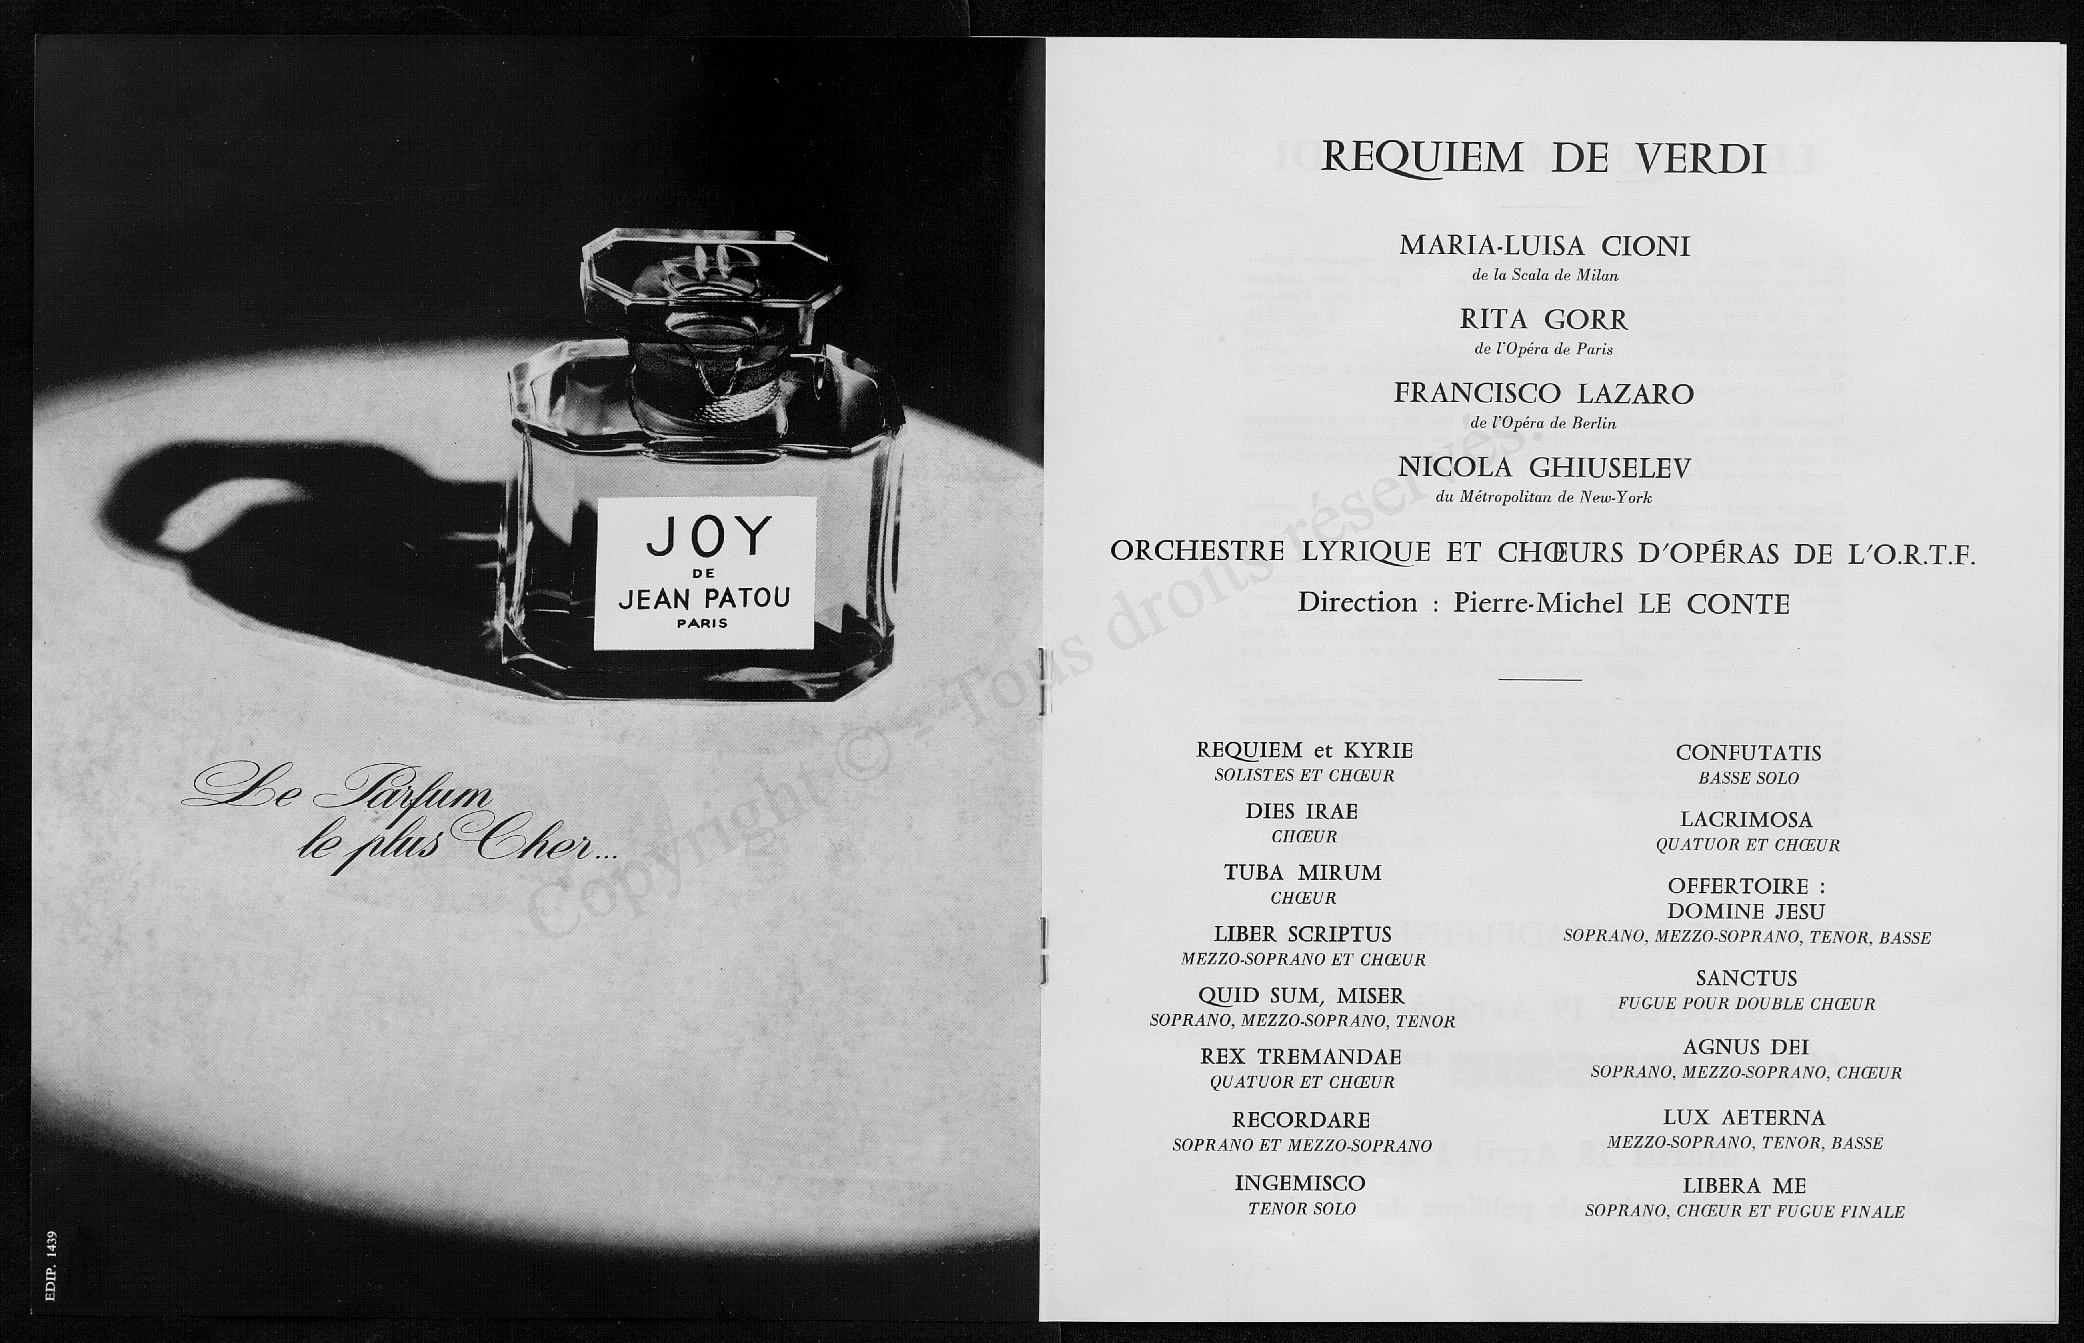 JOY
DE
JEAN PATOU
PARIS
Le Parfum
le plus Cher...
EDIP. 1439
REQUIEM DE VERDI
MARIA-LUISA CIONI
de la Scala de Milan
RITA GORR
de l'Opéra de Paris
FRANCISCO LAZARO
de l'Opéra de Berlin
NICOLA GHIUSELEV
du Métropolitan de New-York
ORCHESTRE LYRIQUE ET CHŒURS D'OPÉRAS DE L'O.R.T.F.
Direction : Pierre-Michel LE CONTE
REQUIEM et KYRIE
SOLISTES ET CHŒUR
DIES IRAE
CHŒUR
TUBA MIRUM
CHŒUR
LIBER SCRIPTUS
MEZZO-SOPRANO ET CHŒUR
QUID SUM, MISER
SOPRANO, MEZZO-SOPRANO, TENOR
REX TREMANDAE
QUATUOR ET CHŒUR
RECORDARE
SOPRANO ET MEZZO-SOPRANO
INGEMISCO
TENOR SOLO
CONFUTATIS
BASSE SOLO
LACRIMOSA
QUATUOR ET CHŒUR
OFFERTOIRE :
DOMINE JESU
SOPRANO, MEZZO-SOPRANO, TENOR, BASSE
SANCTUS
FUGUE POUR DOUBLE CHŒUR
AGNUS DEI
SOPRANO, MEZZO-SOPRANO, CHŒUR
LUX AETERNA
MEZZO-SOPRANO, TENOR, BASSE
LIBERA ME
SOPRANO, CHŒUR ET FUGUE FINALE
Copyright © - Tous droits réservés.